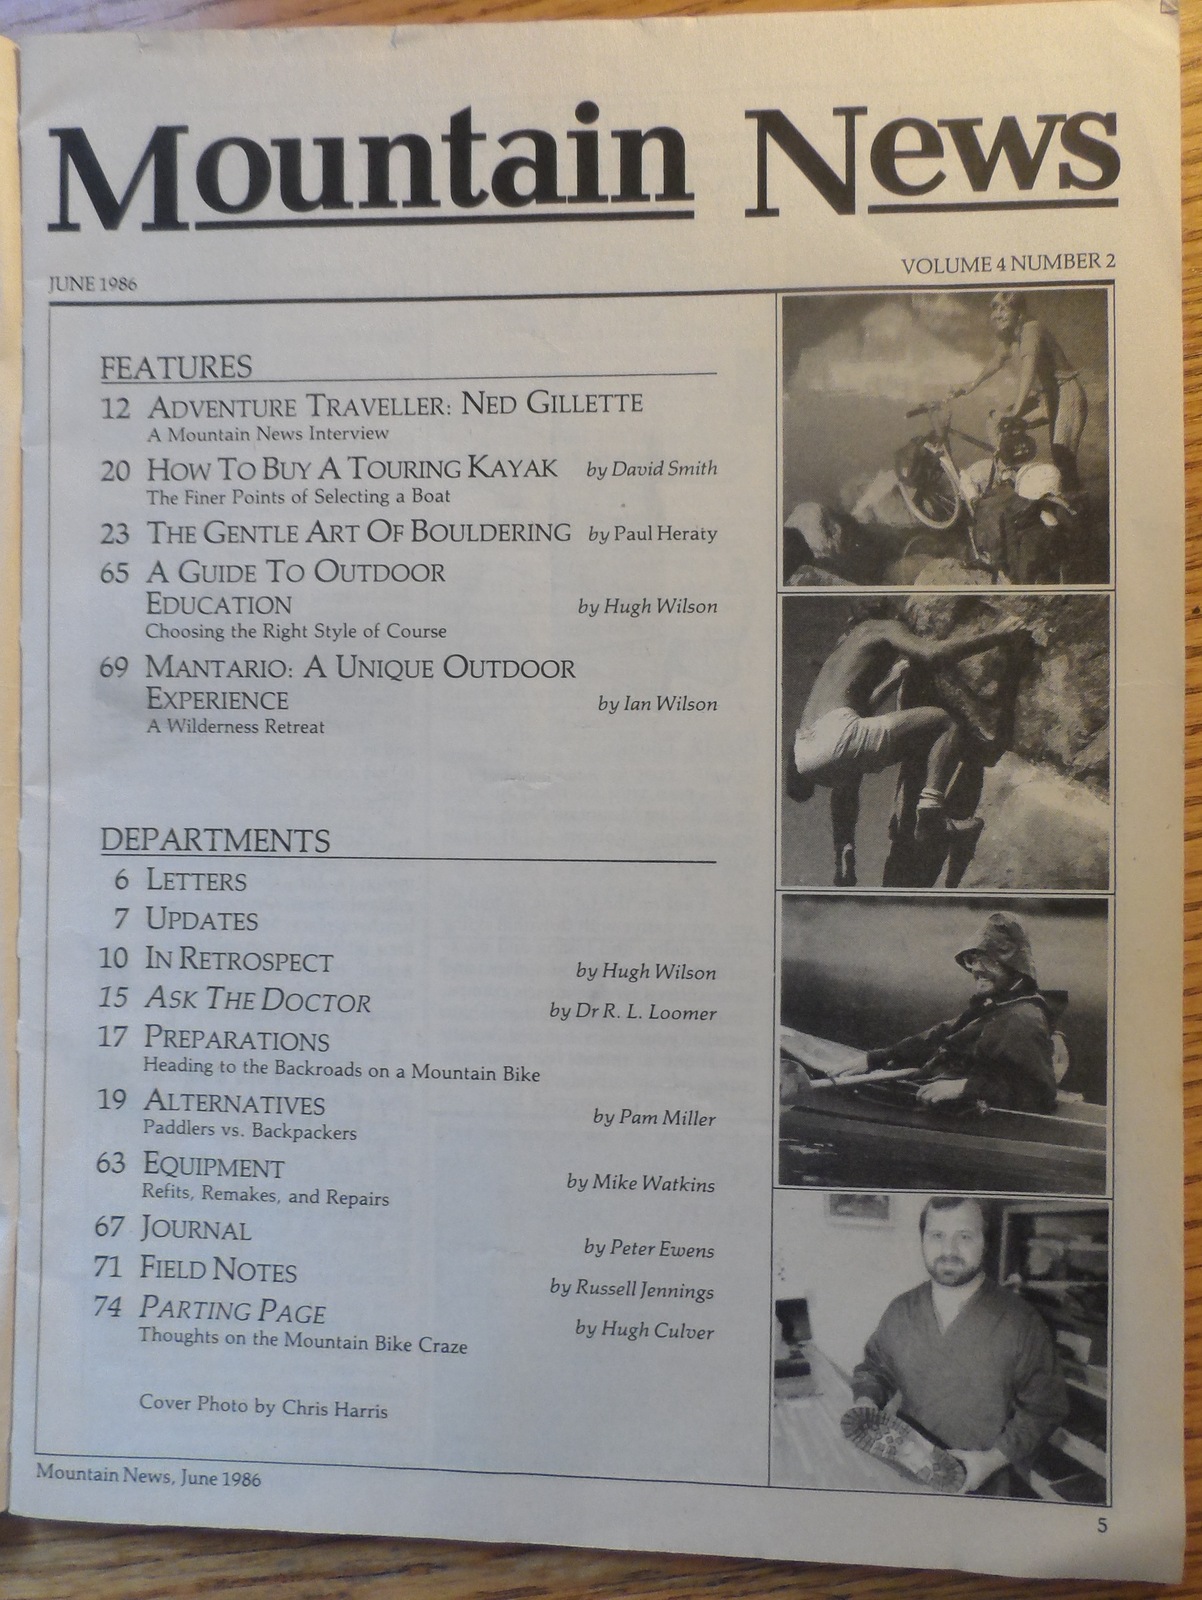 Mountain News
JUNE 1986
VOLUME 4 NUMBER 2
FEATURES
12 ADVENTURE TRAVELLER: NED GILLETTE
A Mountain News Interview
20 HOW TO BUY A TOURING KAYAK by David Smith
The Finer Points of Selecting a Boat
23 THE GENTLE ART OF BOULDERING by Paul Heraty
65 A GUIDE TO OUTDOOR
EDUCATION by Hugh Wilson
Choosing the Right Style of Course
69 MANTARIO: A UNIQUE OUTDOOR
EXPERIENCE by Ian Wilson
A Wilderness Retreat
DEPARTMENTS
6 LETTERS
7 UPDATES
10 IN RETROSPECT by Hugh Wilson
15 ASK THE DOCTOR by Dr R. L. Loomer
17 PREPARATIONS
Heading to the Backroads on a Mountain Bike
19 ALTERNATIVES by Pam Miller
Paddlers vs. Backpackers
63 EQUIPMENT by Mike Watkins
Refits, Remakes, and Repairs
67 JOURNAL by Peter Ewens
71 FIELD NOTES by Russell Jennings
74 PARTING PAGE by Hugh Culver
Thoughts on the Mountain Bike Craze
Cover Photo by Chris Harris
Mountain News, June 1986
5